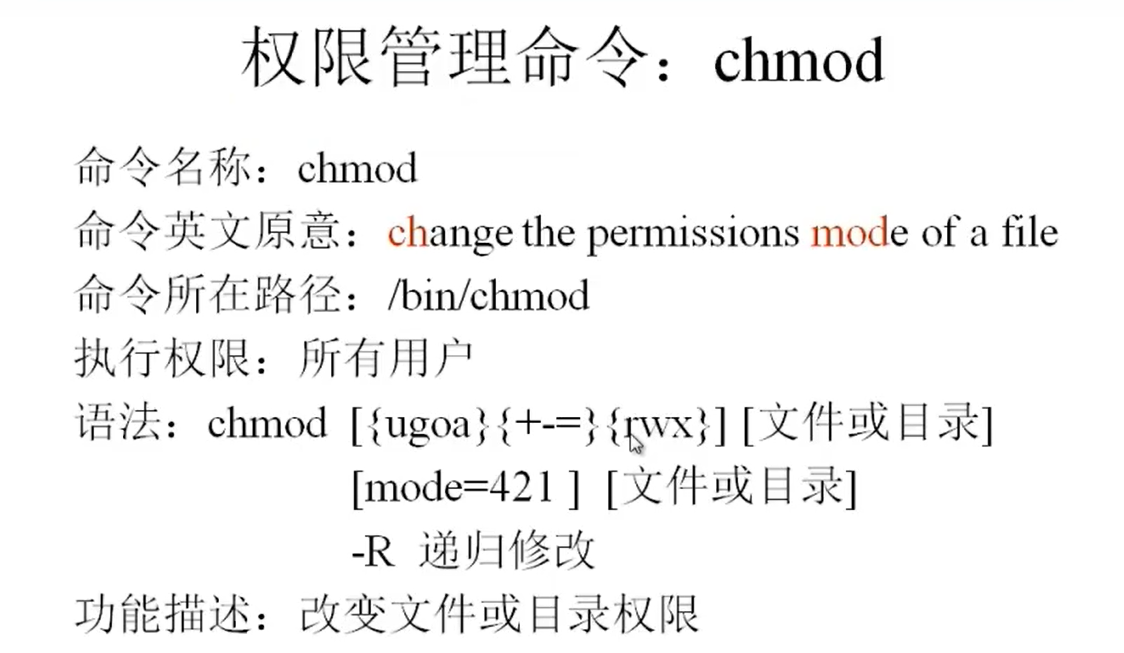 权限管理命令：chmod
命令名称：chmod
命令英文原意：change the permissions mode of a file
命令所在路径：/bin/chmod
执行权限：所有用户
语法：chmod [{ugoa}{+-=}{rwx}] [文件或目录]
[mode=421 ] [文件或目录]
-R 递归修改
功能描述：改变文件或目录权限